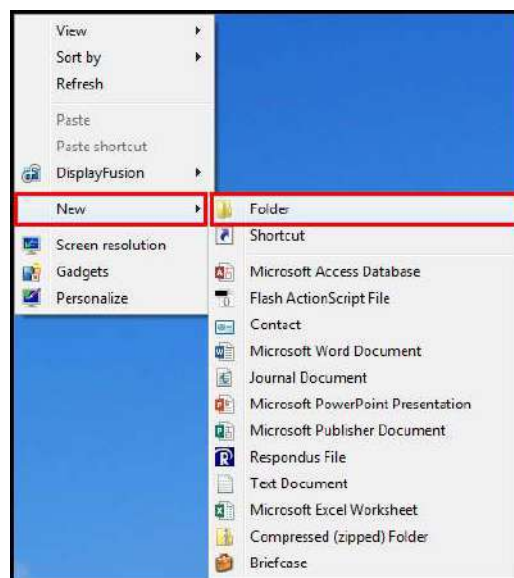 View
Sort by
Refresh
Paste
Paste shortcut
DisplayFusion
New
Screen resolution
Gadgets
Personalize
Folder
Shortcut
Microsoft Access Database
Flash ActionScript File
Contact
Microsoft Word Document
Journal Document
Microsoft PowerPoint Presentation
Microsoft Publisher Document
Respondus File
Text Document
Microsoft Excel Worksheet
Compressed (zipped) Folder
Briefcase